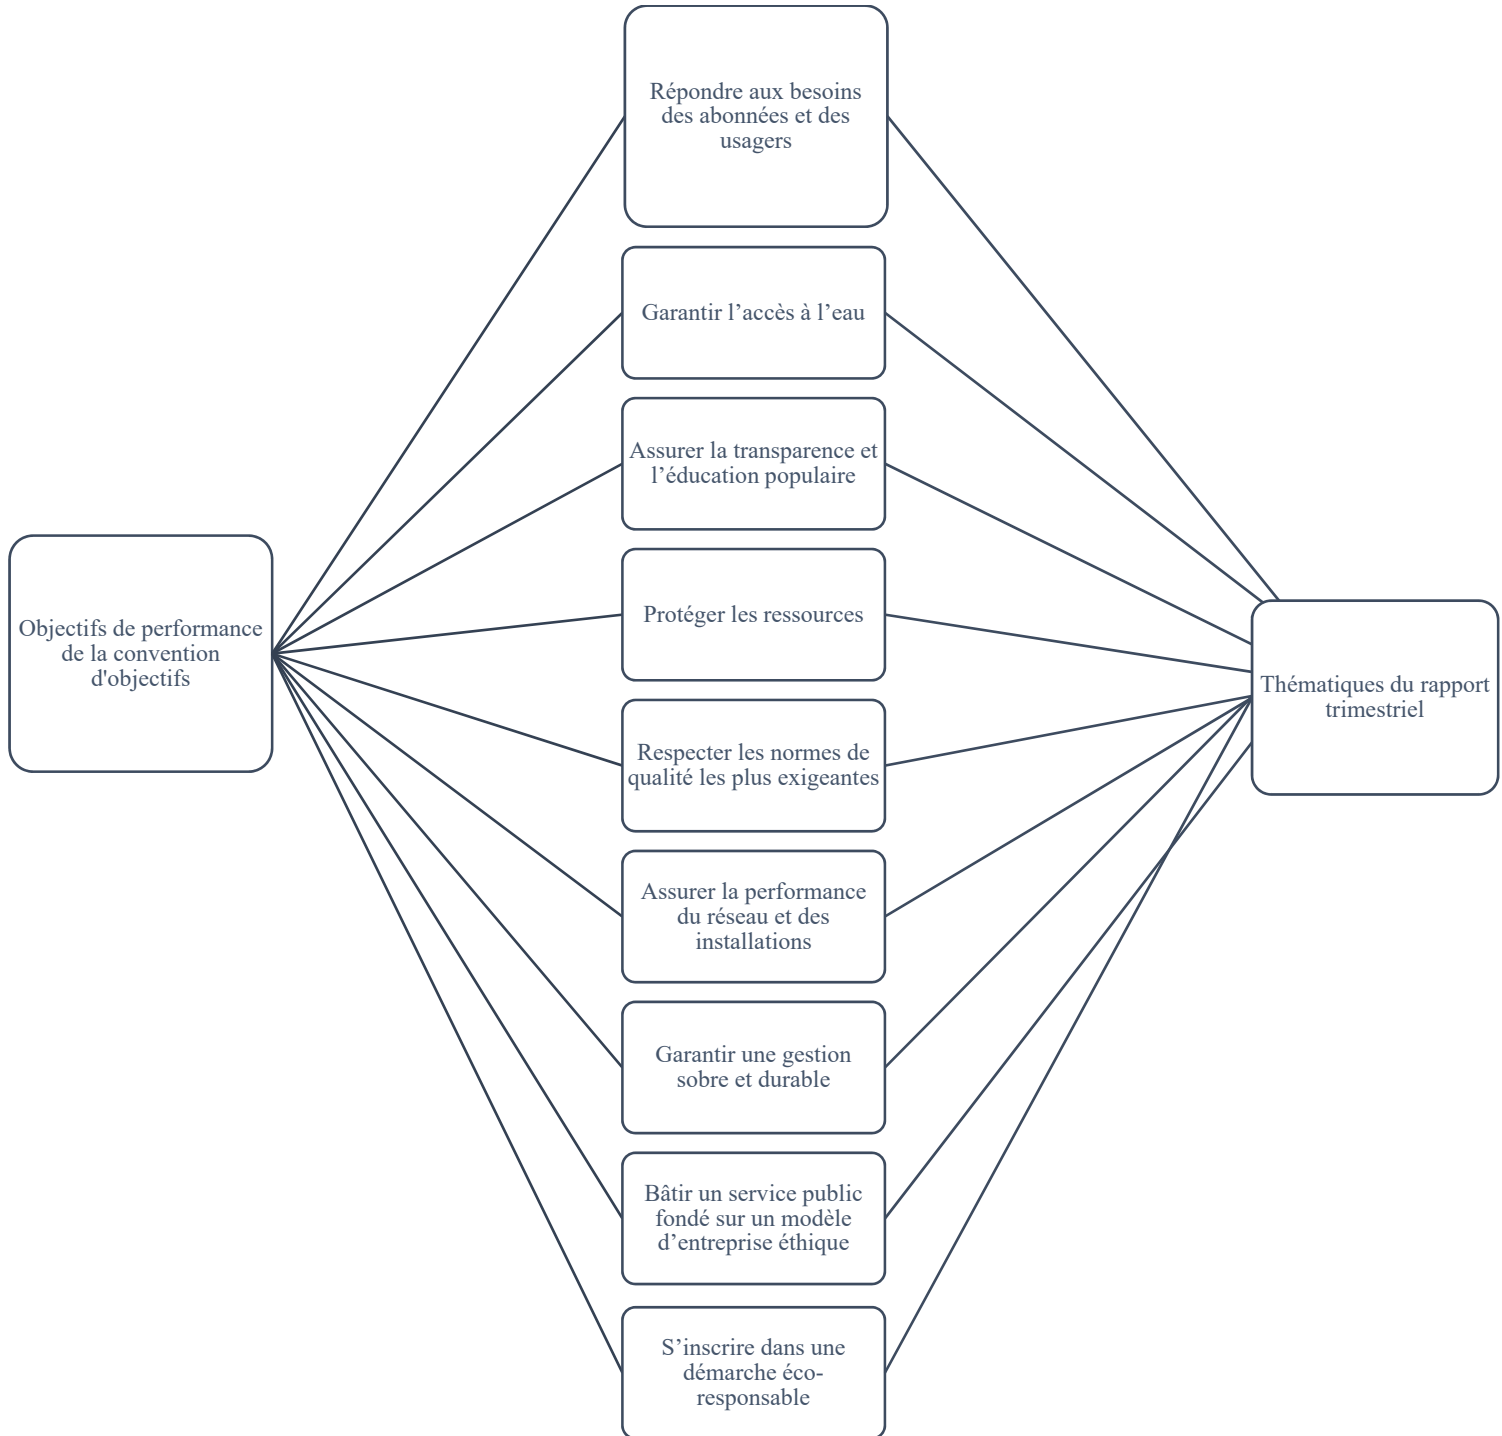 Répondre aux besoins
des abonnées et des
usagers
Garantir l’accès à l’eau
Assurer la transparence et
l’éducation populaire
Protéger les ressources
Objectifs de performance
de la convention
d'objectifs
Thématiques du rapport
trimestriel
Respecter les normes de
qualité les plus exigeantes
Assurer la performance
du réseau et des
installations
Garantir une gestion
sobre et durable
Bâtir un service public
fondé sur un modèle
d’entreprise éthique
S’inscrire dans une
démarche éco-
responsable